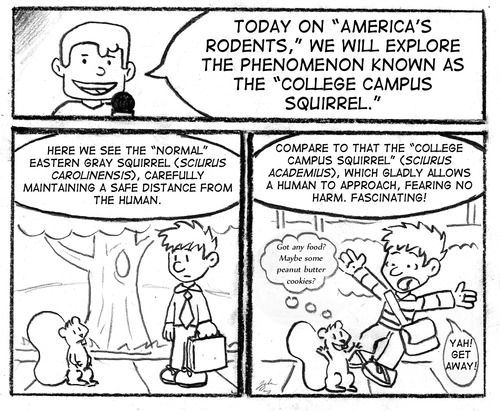 TODAY ON "AMERICA'S
RODENTS," WE WILL EXPLORE
THE PHENOMENON KNOWN AS
THE "COLLEGE CAMPUS
SQUIRREL."
HERE WE SEE THE "NORMAL"
EASTERN GRAY SQUIRREL (SCIURUS
CAROLINENSIS), CAREFULLY
MAINTAINING A SAFE DISTANCE FROM
THE HUMAN.
COMPARE TO THAT THE "COLLEGE
CAMPUS SQUIRREL" (SCIURUS
ACADEMIUS), WHICH GLADLY ALLOWS
A HUMAN TO APPROACH, FEARING NO
HARM. FASCINATING!
Got any food?
Maybe some
peanut butter
cookies?
YAH!
GET
AWAY!